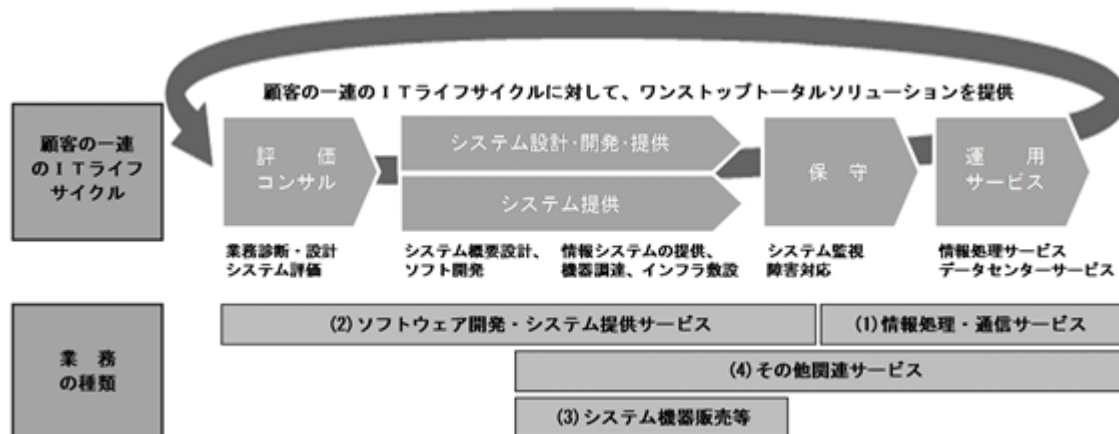 顧客の一連のITライフサイクルに対して、ワンストップトータルソリューションを提供
顧客の一連
のITライフ
サイクル
評 価
コンサル
システム設計・開発・提供
システム提供
保 守
運 用
サービス
業務診断・設計
システム評価
システム概要設計、
ソフト開発
情報システムの提供、
機器調達、インフラ敷設
システム監視
障害対応
情報処理サービス
データセンターサービス
業 務
の種類
(2)ソフトウェア開発・システム提供サービス
(1)情報処理・通信サービス
(4)その他関連サービス
(3)システム機器販売等